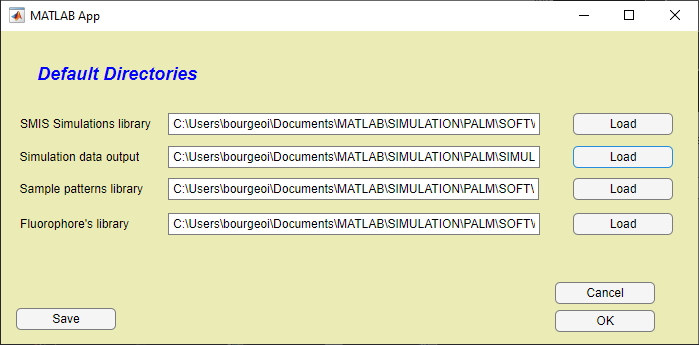 MATLAB App
Default Directories
SMIS Simulations library C:\Users\bourgeoi\Documents\MATLAB\SIMULATION\PALM\SOFT\ Load
Simulation data output C:\Users\bourgeoi\Documents\MATLAB\SIMULATION\PALM\SIMUL Load
Sample patterns library C:\Users\bourgeoi\Documents\MATLAB\SIMULATION\PALM\SOFT\ Load
Fluorophore's library C:\Users\bourgeoi\Documents\MATLAB\SIMULATION\PALM\SOFT\ Load
Cancel
Save OK